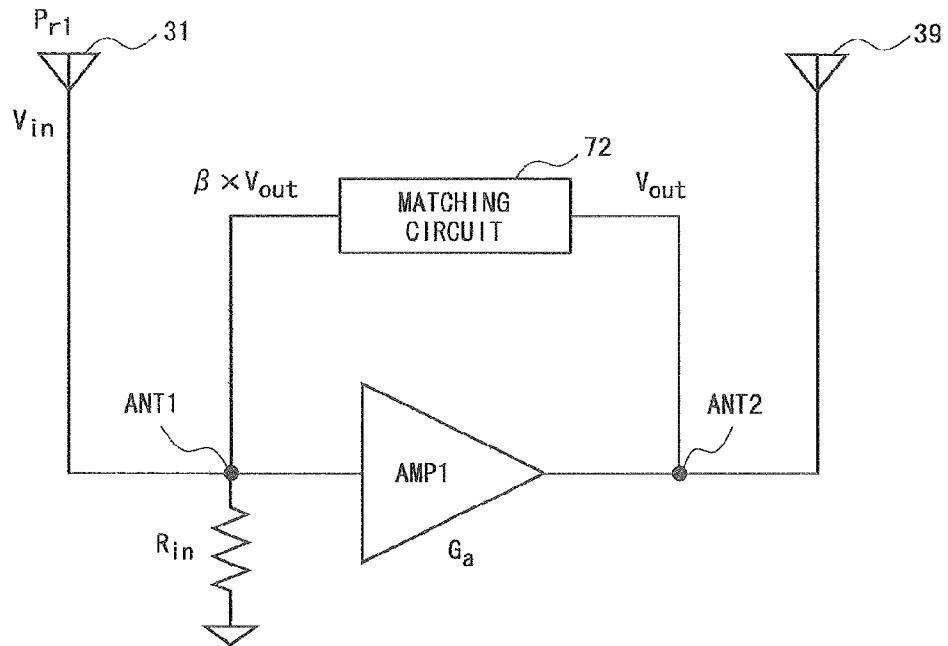 Pr1
31
39
Vin
72
β×Vout
MATCHING
CIRCUIT
Vout
ANT1
ANT2
AMP1
Rin
Ga